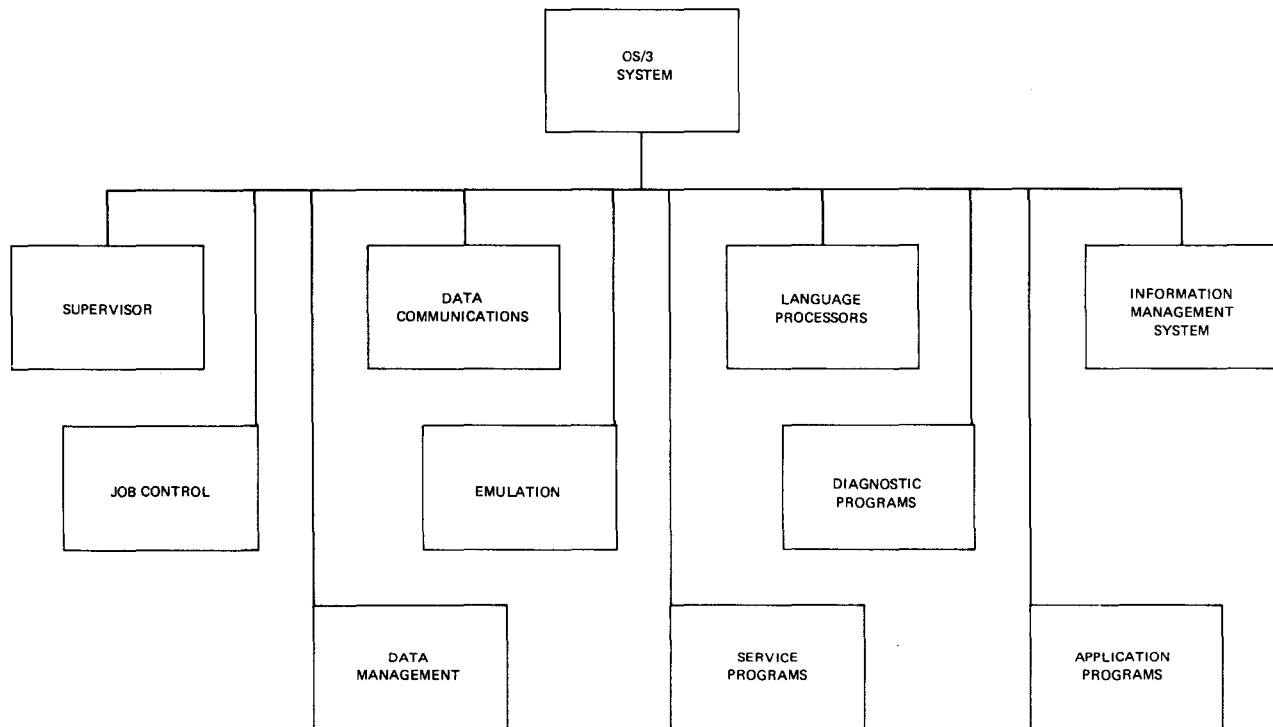 OS/3
SYSTEM
SUPERVISOR
DATA
COMMUNICATIONS
LANGUAGE
PROCESSORS
INFORMATION
MANAGEMENT
SYSTEM
JOB CONTROL
EMULATION
DIAGNOSTIC
PROGRAMS
DATA
MANAGEMENT
SERVICE
PROGRAMS
APPLICATION
PROGRAMS